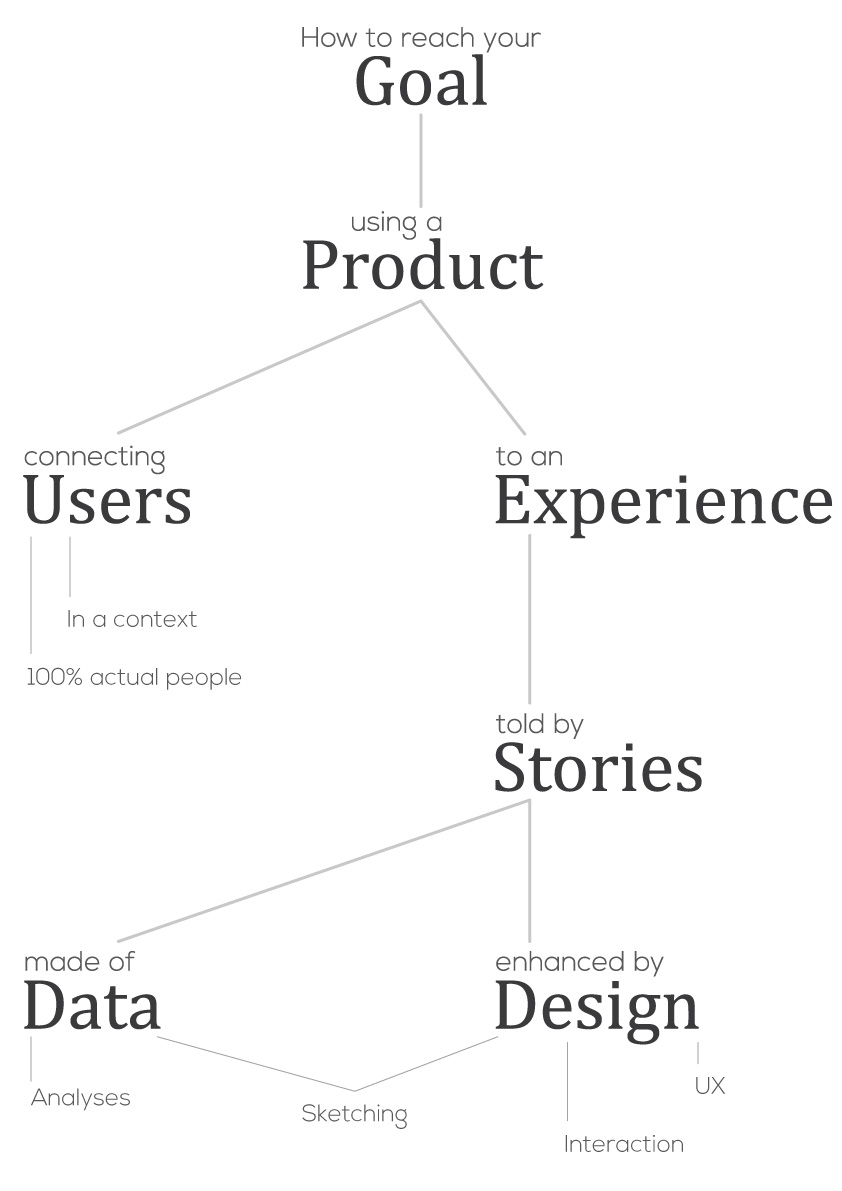 How to reach your
Goal
using a
Product
connecting
Users
to an
Experience
In a context
100% actual people
told by
Stories
made of
Data
enhanced by
Design
UX
Analyses
Sketching
Interaction